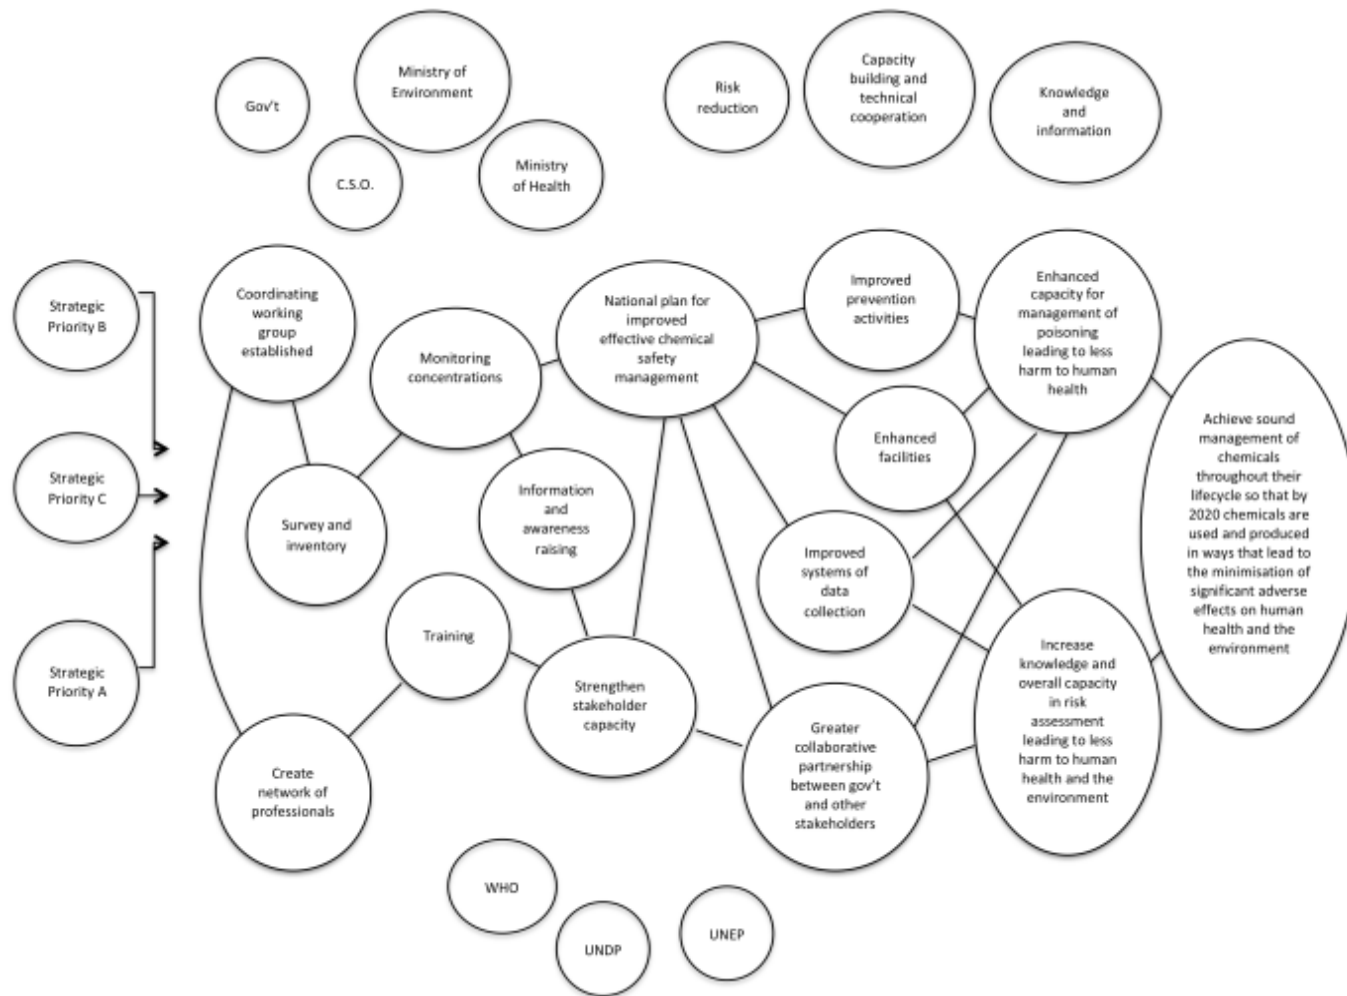 Gov't
Ministry of
Environment
C.S.O.
Ministry
of Health
Risk
reduction
Capacity
building and
technical
cooperation
Knowledge
and
information
Strategic
Priority B
Strategic
Priority C
Strategic
Priority A
Coordinating
working
group
established
Monitoring
concentrations
Survey and
inventory
Information
and
awareness
raising
Training
Create
network of
professionals
Strengthen
stakeholder
capacity
National plan for
improved
effective chemical
safety
management
Improved
prevention
activities
Enhanced
facilities
Improved
systems of
data
collection
Greater
collaborative
partnership
between gov't
and other
stakeholders
Enhanced
capacity for
management of
poisoning
leading to less
harm to human
health
Increase
knowledge and
overall capacity
in risk
assessment
leading to less
harm to human
health and the
environment
Achieve sound
management of
chemicals
throughout their
lifecycle so that by
2020 chemicals are
used and produced
in ways that lead to
the minimisation of
significant adverse
effects on human
health and the
environment
WHO
UNDP
UNEP